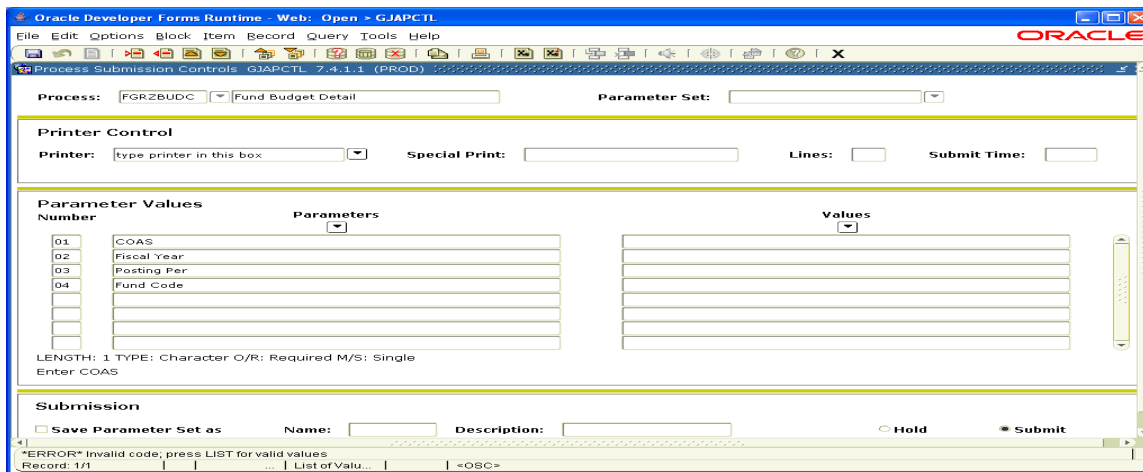 Oracle Developer Forms Runtime - Web: Open > GJAPCTL
File Edit Options Block Item Record Query Tools Help
ORACLE
Process Submission Controls GJAPCTL 7.4.1.1 (PROD)
Process: FGRZBUDC Fund Budget Detail Parameter Set:
Printer Control
Printer: type printer in this box Special Print: Lines: Submit Time:
Parameter Values
Number Parameters Values
01 COAS
02 Fiscal Year
03 Posting Per
04 Fund Code
LENGTH: 1 TYPE: Character O/R: Required M/S: Single
Enter COAS
Submission
Save Parameter Set as Name: Description: Hold Submit
*ERROR* Invalid code; press LIST for valid values
Record: 1/1 ... List of Valu... <OSC>